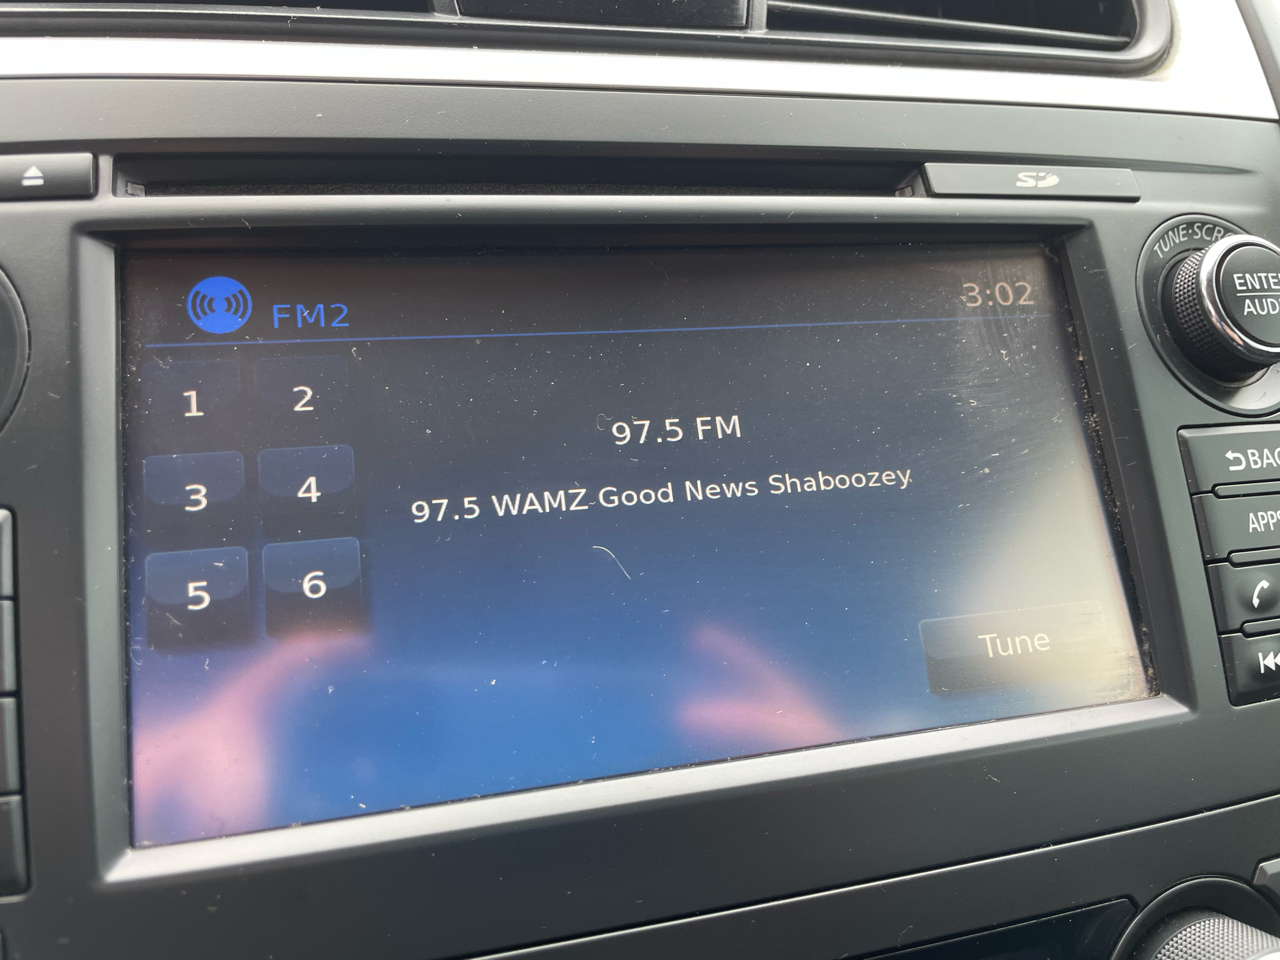 SD
TUNE·SCR
ENTE
AUD
FM2
3:02
1 2
97.5 FM
3 4
97.5 WAMZ Good News Shaboozey
5 6
Tune
BAC
APPS